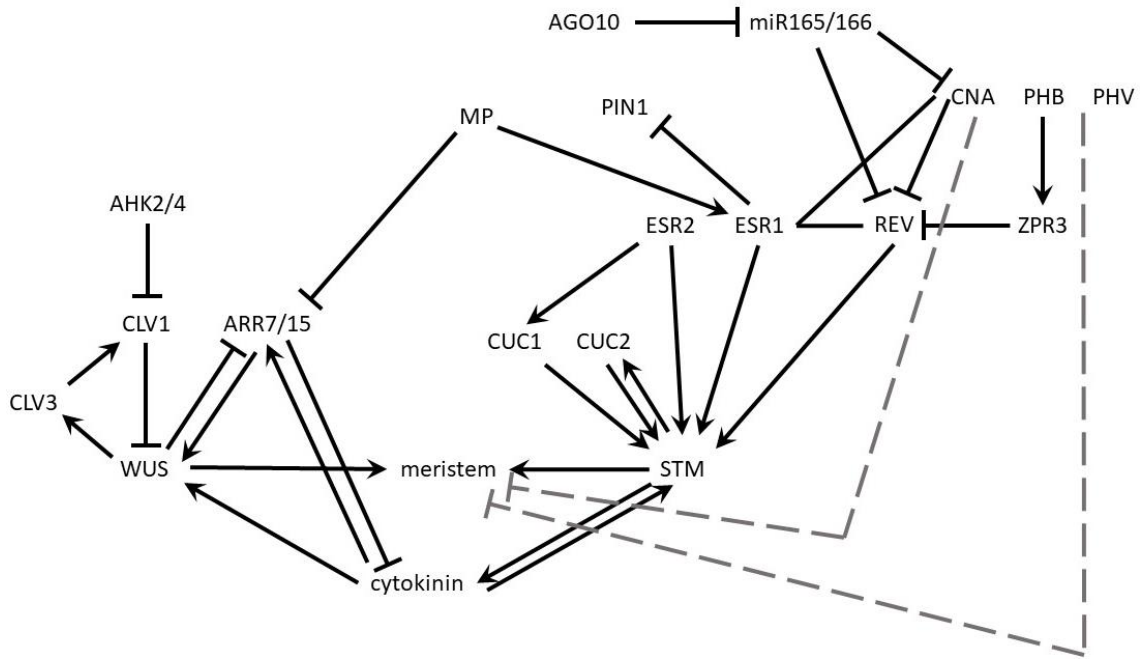 AGO10
miR165/166
CNA
PHB
PHV
PIN1
MP
AHK2/4
ESR2
ESR1
REV
ZPR3
CLV1
ARR7/15
CUC1
CUC2
CLV3
WUS
meristem
STM
cytokinin